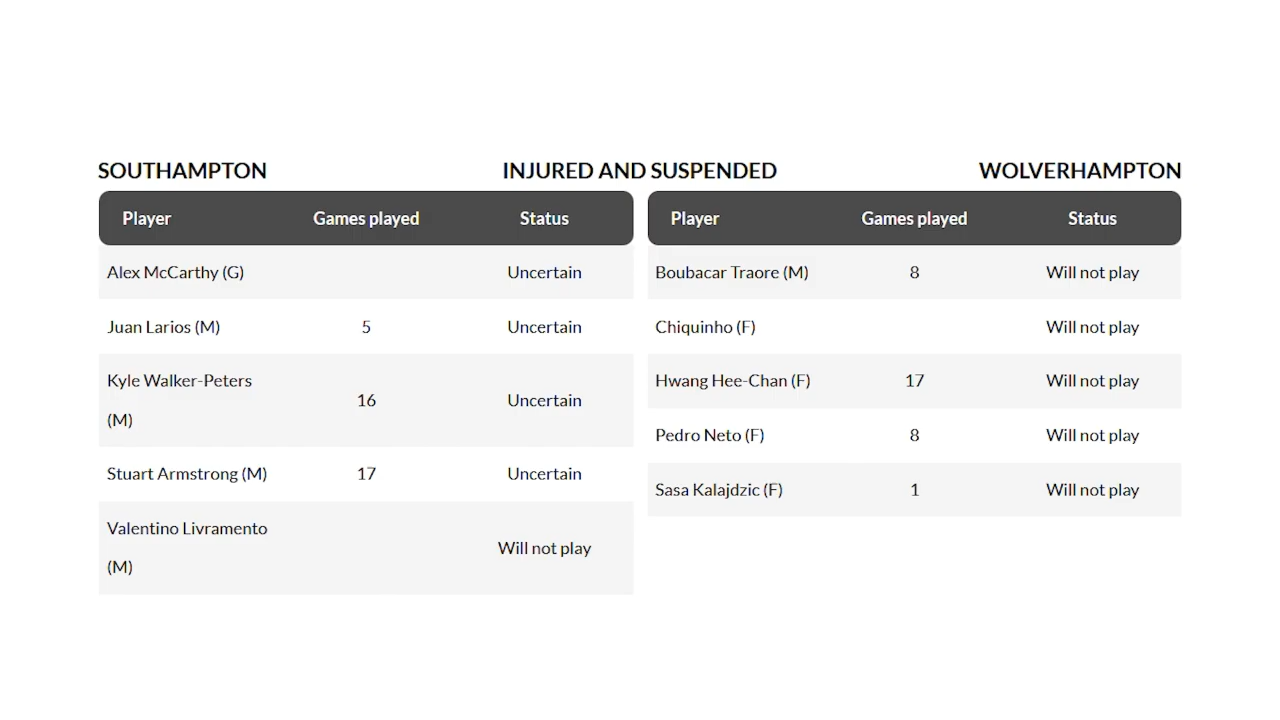 SOUTHAMPTON INJURED AND SUSPENDED WOLVERHAMPTON
Player Games played Status
Alex McCarthy (G) Uncertain
Juan Larios (M) 5 Uncertain
Kyle Walker-Peters
(M) 16 Uncertain
Stuart Armstrong (M) 17 Uncertain
Valentino Livramento
(M) Will not play
Player Games played Status
Boubacar Traore (M) 8 Will not play
Chiquinho (F) Will not play
Hwang Hee-Chan (F) 17 Will not play
Pedro Neto (F) 8 Will not play
Sasa Kalajdzic (F) 1 Will not play